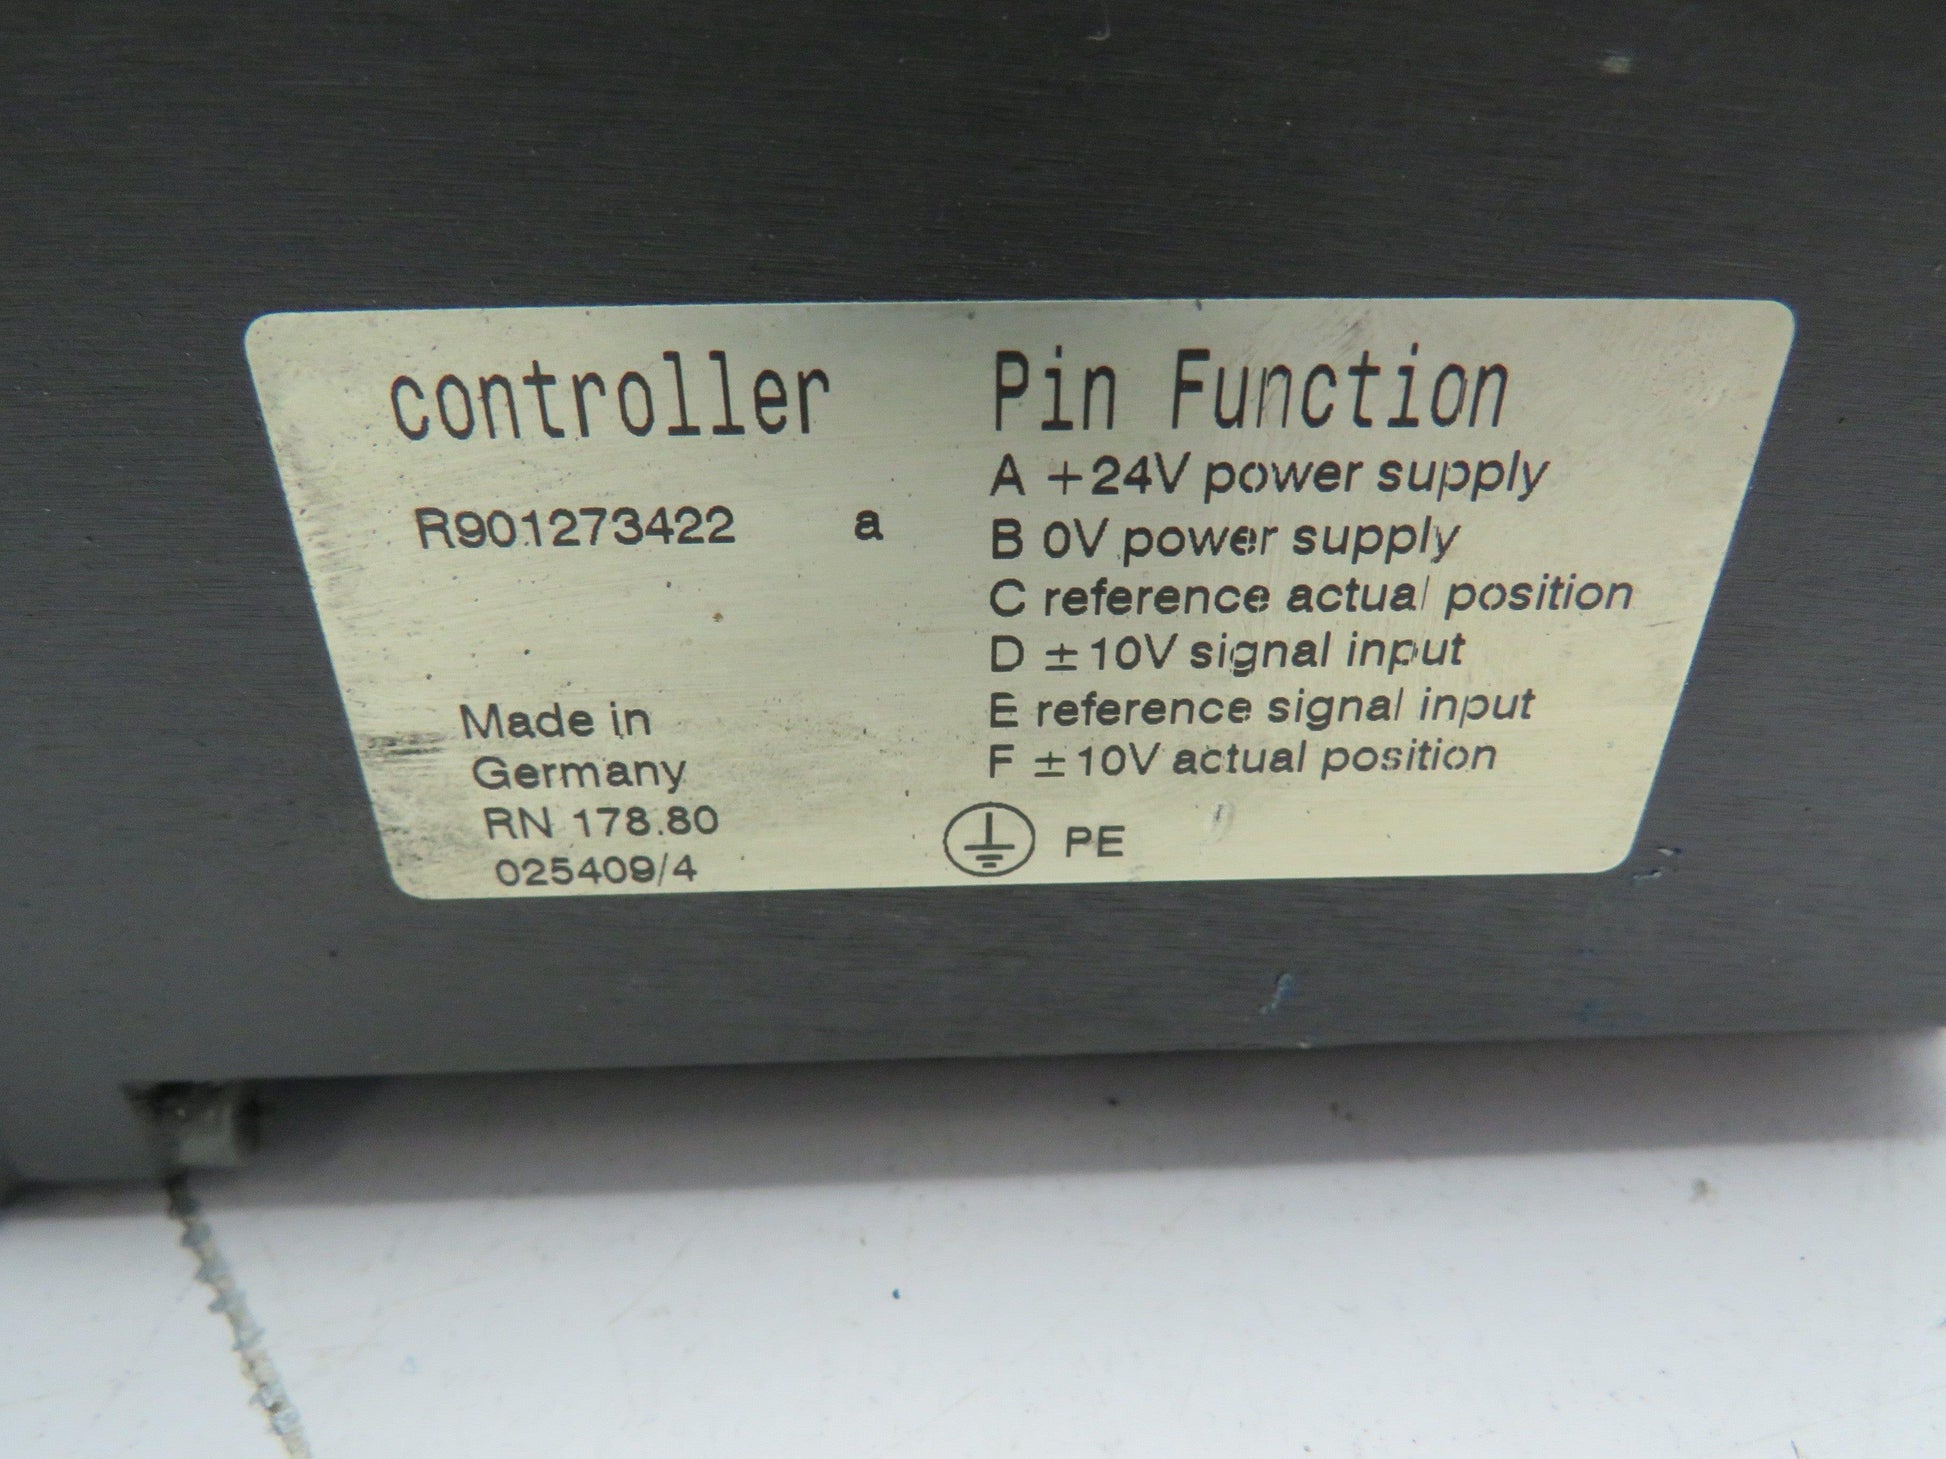 controller
R901273422 a
Made in
Germany
RN 178.80
025409/4
Pin Function
A +24V power supply
B 0V power supply
C reference actual position
D ±10V signal input
E reference signal input
F ±10V actual position
PE